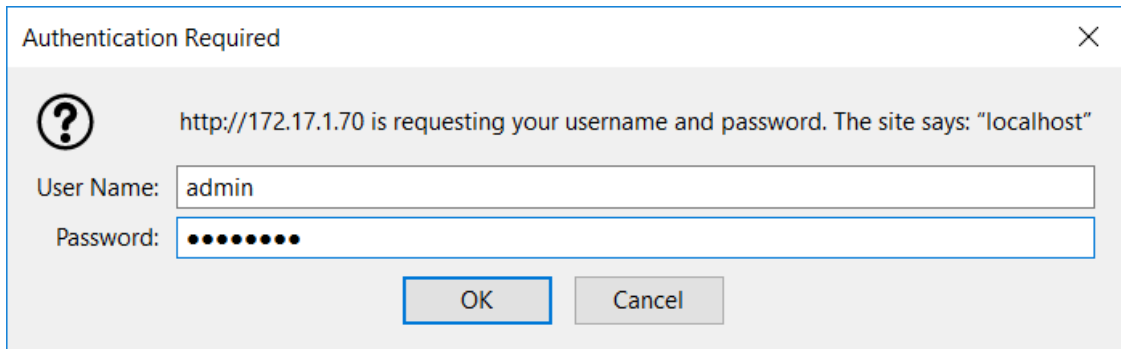 Authentication Required
http://172.17.1.70 is requesting your username and password. The site says: “localhost”
User Name: admin
Password: ••••••••
OK Cancel